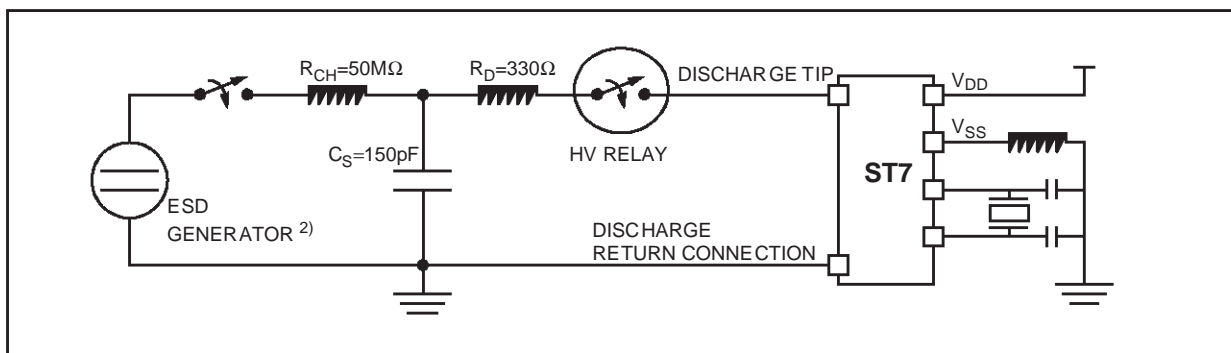 R_CH=50MΩ
R_D=330Ω
DISCHARGE TIP
V_DD
V_SS
HV RELAY
C_S=150pF
ST7
ESD
GENERATOR 2)
DISCHARGE
RETURN CONNECTION